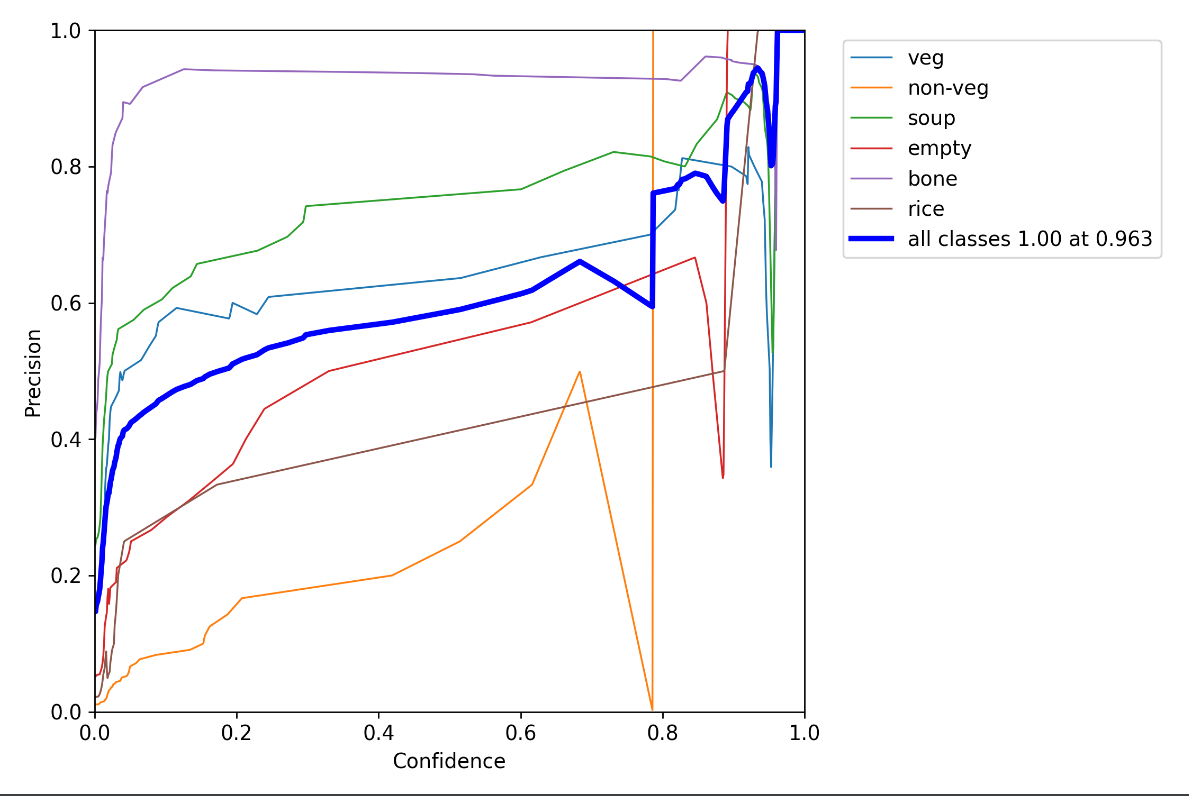 1.0
0.8
0.6
0.4
0.2
0.0
Precision
0.0 0.2 0.4 0.6 0.8 1.0
Confidence
veg
non-veg
soup
empty
bone
rice
all classes 1.00 at 0.963